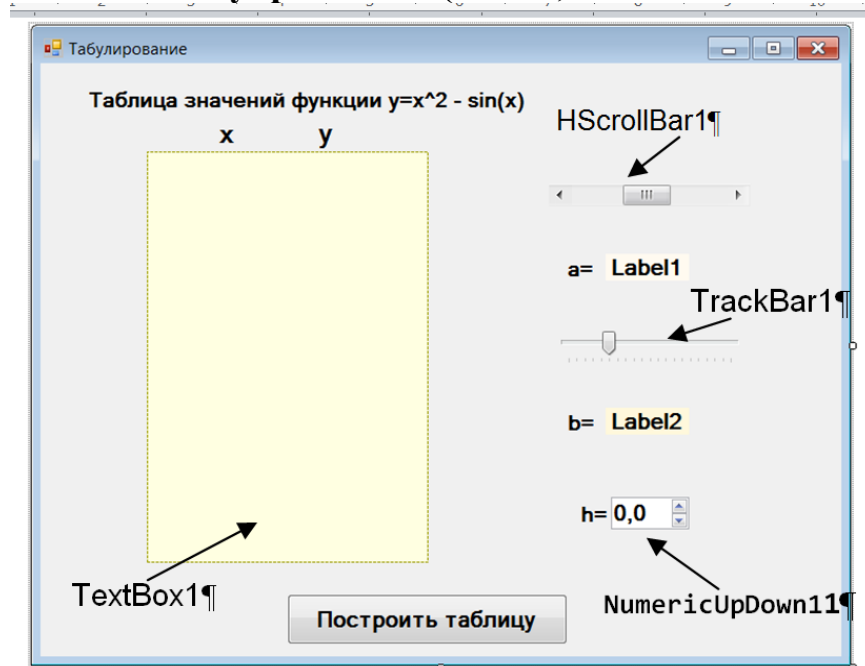 Табулирование
Таблица значений функции y=x^2 - sin(x)
x y
HScrollBar1¶
a= Label1
TrackBar1¶
b= Label2
h= 0,0
TextBox1¶
NumericUpDown11¶
Построить таблицу